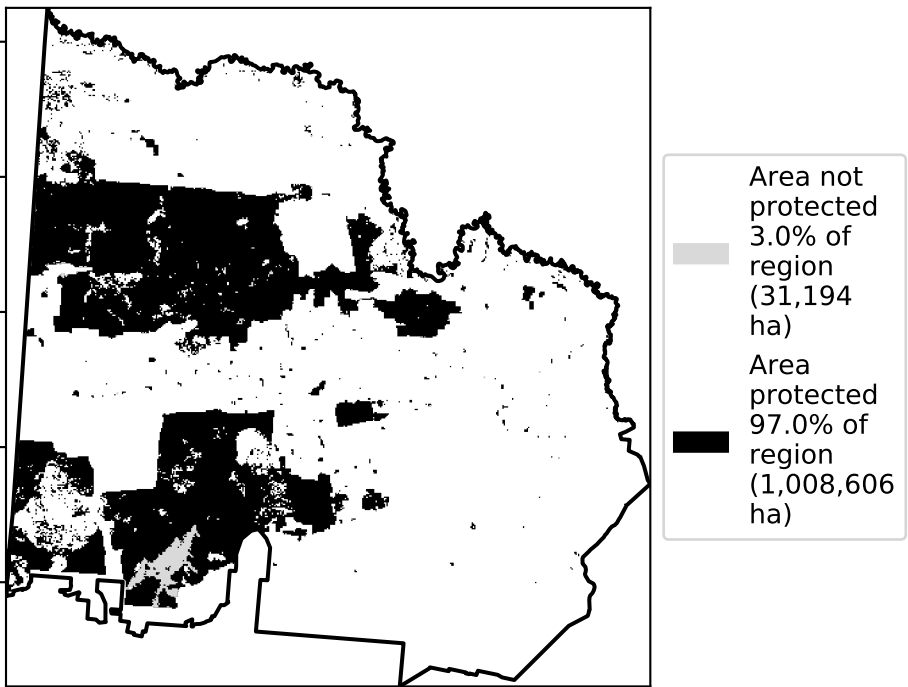 Area not
protected
3.0% of
region
(31,194
ha)
Area
protected
97.0% of
region
(1,008,606
ha)